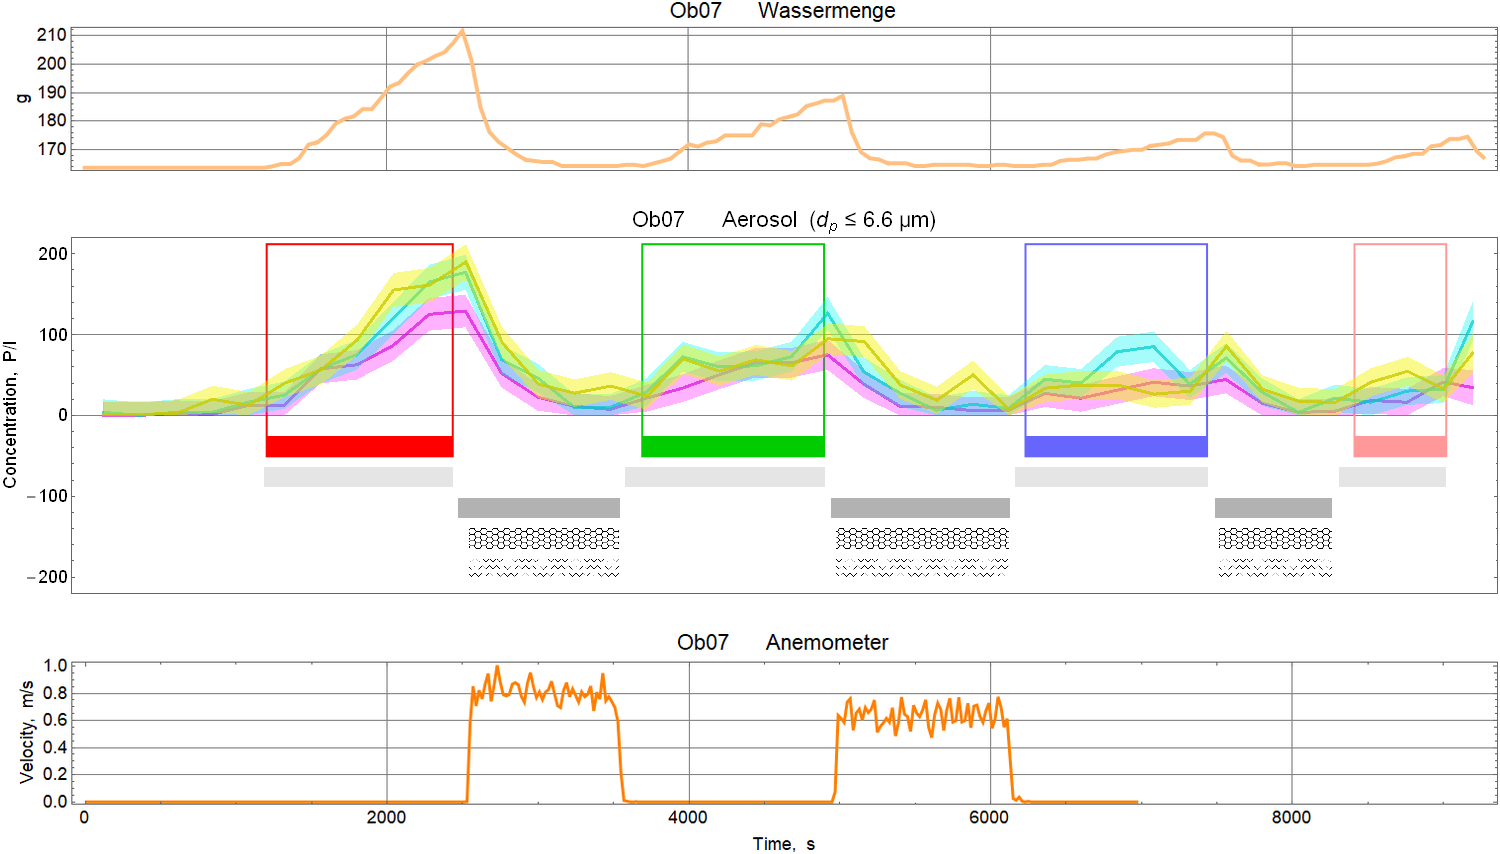 Ob07 Wassermenge
210
200
190
180
170
g
Ob07 Aerosol (dp ≤ 6.6 μm)
200
100
0
−100
−200
Concentration, P/l
Ob07 Anemometer
1.0
0.8
0.6
0.4
0.2
0.0
Velocity, m/s
0 2000 4000 6000 8000
Time, s